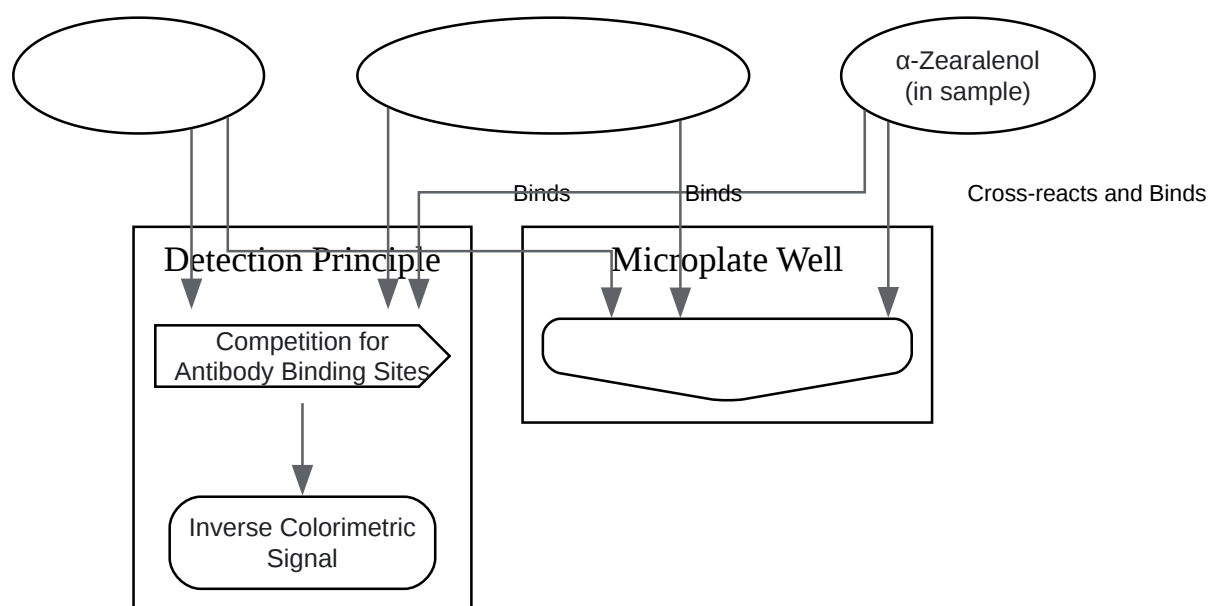 α-Zearalenol
(in sample)
Binds
Binds
Cross-reacts and Binds
Detection Principle
Microplate Well
Competition for
Antibody Binding Sites
Inverse Colorimetric
Signal